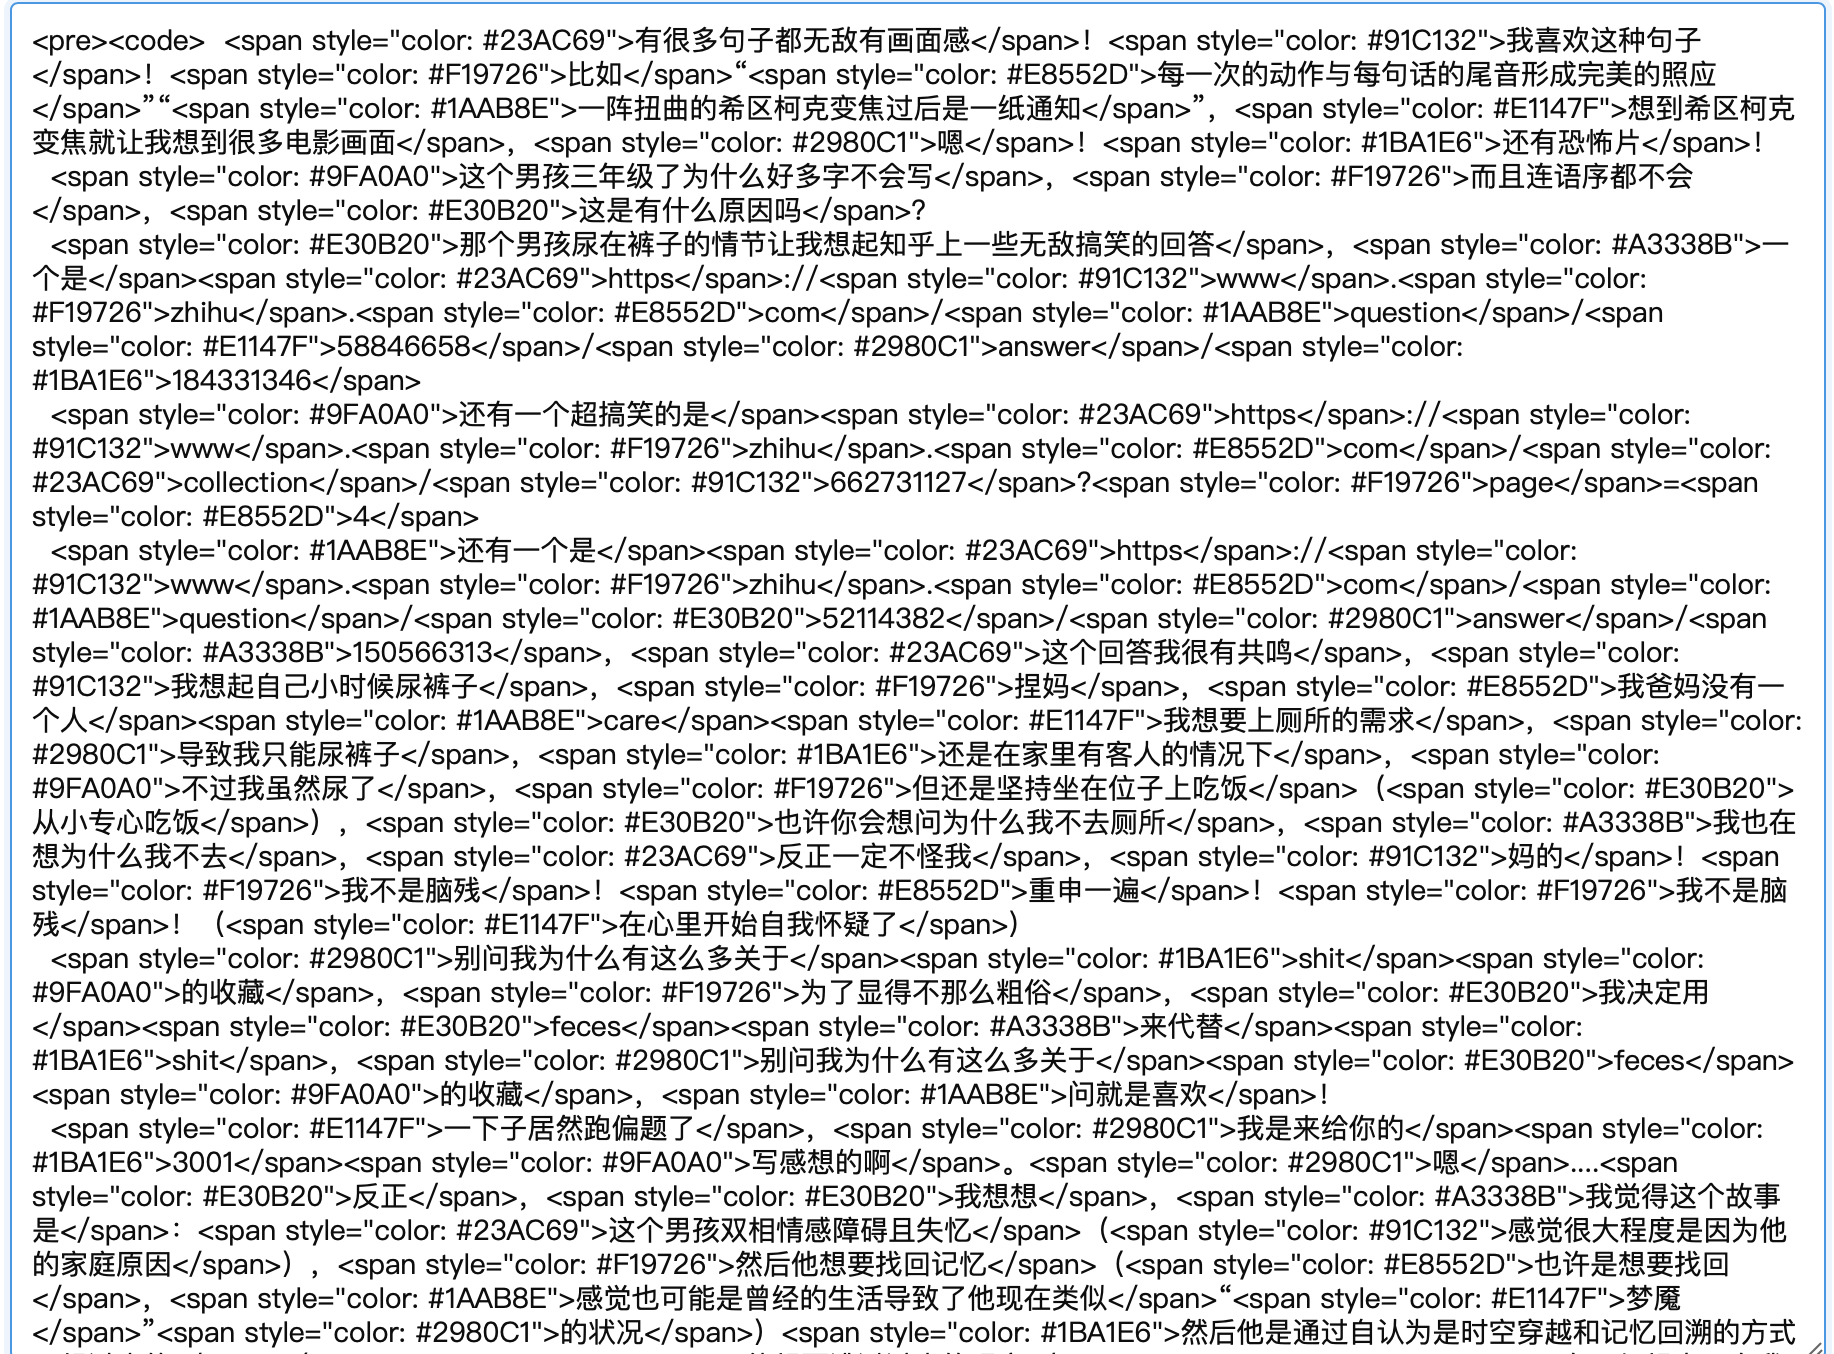 <pre><code>  <span style="color: #23AC69">有很多句子都无敌有画面感</span>！<span style="color: #91C132">我喜欢这种句子
</span>！<span style="color: #F19726">比如</span>“<span style="color: #E8552D">每一次的动作与每句话的尾音形成完美的照应
</span>”“<span style="color: #1AAB8E">一阵扭曲的希区柯克变焦过后是一纸通知</span>”，<span style="color: #E1147F">想到希区柯克
变焦就让我想到很多电影画面</span>，<span style="color: #2980C1">嗯</span>！<span style="color: #1BA1E6">还有恐怖片</span>！
<span style="color: #9FA0A0">这个男孩三年级了为什么好多字不会写</span>，<span style="color: #F19726">而且连语序都不会
</span>，<span style="color: #E30B20">这是有什么原因吗</span>？
<span style="color: #E30B20">那个男孩尿在裤子的情节让我想起知乎上一些无敌搞笑的回答</span>，<span style="color: #A3338B">一
个是</span><span style="color: #23AC69">https</span>://<span style="color: #91C132">www</span>.<span style="color:
#F19726">zhihu</span>.<span style="color: #E8552D">com</span>/<span style="color: #1AAB8E">question</span>/<span
style="color: #E1147F">58846658</span>/<span style="color: #2980C1">answer</span>/<span style="color:
#1BA1E6">184331346</span>
<span style="color: #9FA0A0">还有一个超搞笑的是</span><span style="color: #23AC69">https</span>://<span style="color:
#91C132">www</span>.<span style="color: #F19726">zhihu</span>.<span style="color: #E8552D">com</span>/<span style="color:
#23AC69">collection</span>/<span style="color: #91C132">662731127</span>?<span style="color: #F19726">page</span>=<span
style="color: #E8552D">4</span>
<span style="color: #1AAB8E">还有一个是</span><span style="color: #23AC69">https</span>://<span style="color:
#91C132">www</span>.<span style="color: #F19726">zhihu</span>.<span style="color: #E8552D">com</span>/<span style="color:
#1AAB8E">question</span>/<span style="color: #E30B20">52114382</span>/<span style="color: #2980C1">answer</span>/<span
style="color: #A3338B">150566313</span>，<span style="color: #23AC69">这个回答我很有共鸣</span>，<span style="color:
#91C132">我想起自己小时候尿裤子</span>，<span style="color: #F19726">捏妈</span>，<span style="color: #E8552D">我爸妈没有一
个人</span><span style="color: #1AAB8E">care</span><span style="color: #E1147F">我想要上厕所的需求</span>，<span style="color:
#2980C1">导致我只能尿裤子</span>，<span style="color: #1BA1E6">还是在家里有客人的情况下</span>，<span style="color:
#9FA0A0">不过我虽然尿了</span>，<span style="color: #F19726">但还是坚持坐在位子上吃饭</span>（<span style="color: #E30B20">
从小专心吃饭</span>），<span style="color: #E30B20">也许你会想问为什么我不去厕所</span>，<span style="color: #A3338B">我也在
想为什么我不去</span>，<span style="color: #23AC69">反正一定不怪我</span>，<span style="color: #91C132">妈的</span>！<span
style="color: #F19726">我不是脑残</span>！<span style="color: #E8552D">重申一遍</span>！<span style="color: #F19726">我不是脑
残</span>！（<span style="color: #E1147F">在心里开始自我怀疑了</span>）
<span style="color: #2980C1">别问我为什么有这么多关于</span><span style="color: #1BA1E6">shit</span><span style="color:
#9FA0A0">的收藏</span>，<span style="color: #F19726">为了显得不那么粗俗</span>，<span style="color: #E30B20">我决定用
</span><span style="color: #E30B20">feces</span><span style="color: #A3338B">来代替</span><span style="color:
#1BA1E6">shit</span>，<span style="color: #2980C1">别问我为什么有这么多关于</span><span style="color: #E30B20">feces</span>
<span style="color: #9FA0A0">的收藏</span>，<span style="color: #1AAB8E">问就是喜欢</span>！
<span style="color: #E1147F">一下子居然跑偏题了</span>，<span style="color: #2980C1">我是来给你的</span><span style="color:
#1BA1E6">3001</span><span style="color: #9FA0A0">写感想的啊</span>。<span style="color: #2980C1">嗯</span>....<span
style="color: #E30B20">反正</span>，<span style="color: #E30B20">我想想</span>，<span style="color: #A3338B">我觉得这个故事
是</span>：<span style="color: #23AC69">这个男孩双相情感障碍且失忆</span>（<span style="color: #91C132">感觉很大程度是因为他
的家庭原因</span>），<span style="color: #F19726">然后他想要找回记忆</span>（<span style="color: #E8552D">也许是想要找回
</span>，<span style="color: #1AAB8E">感觉也可能是曾经的生活导致了他现在类似</span>“<span style="color: #E1147F">梦魇
</span>”<span style="color: #2980C1">的状况</span>）<span style="color: #1BA1E6">然后他是通过自认为是时空穿越和记忆回溯的方式